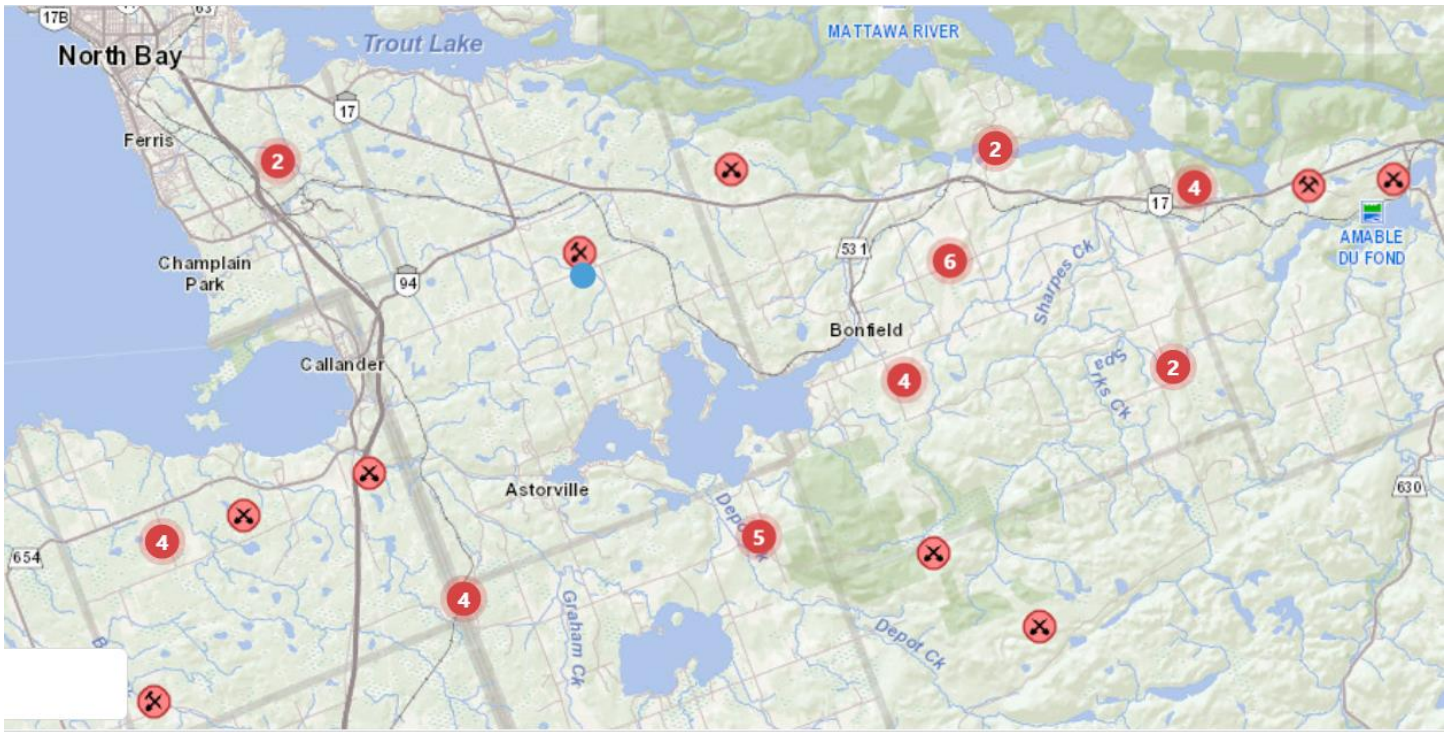 17B
63
North Bay
Trout Lake
MATTAWA RIVER
17
Ferris
2
2
4
17
AMABLE
DU FOND
531
6
Sharpes Ck
Champlain
Park
94
Bonfield
Callander
4
Sparks Ck
2
Astorville
630
Depot Ck
5
4
654
4
Graham Ck
Depot Ck